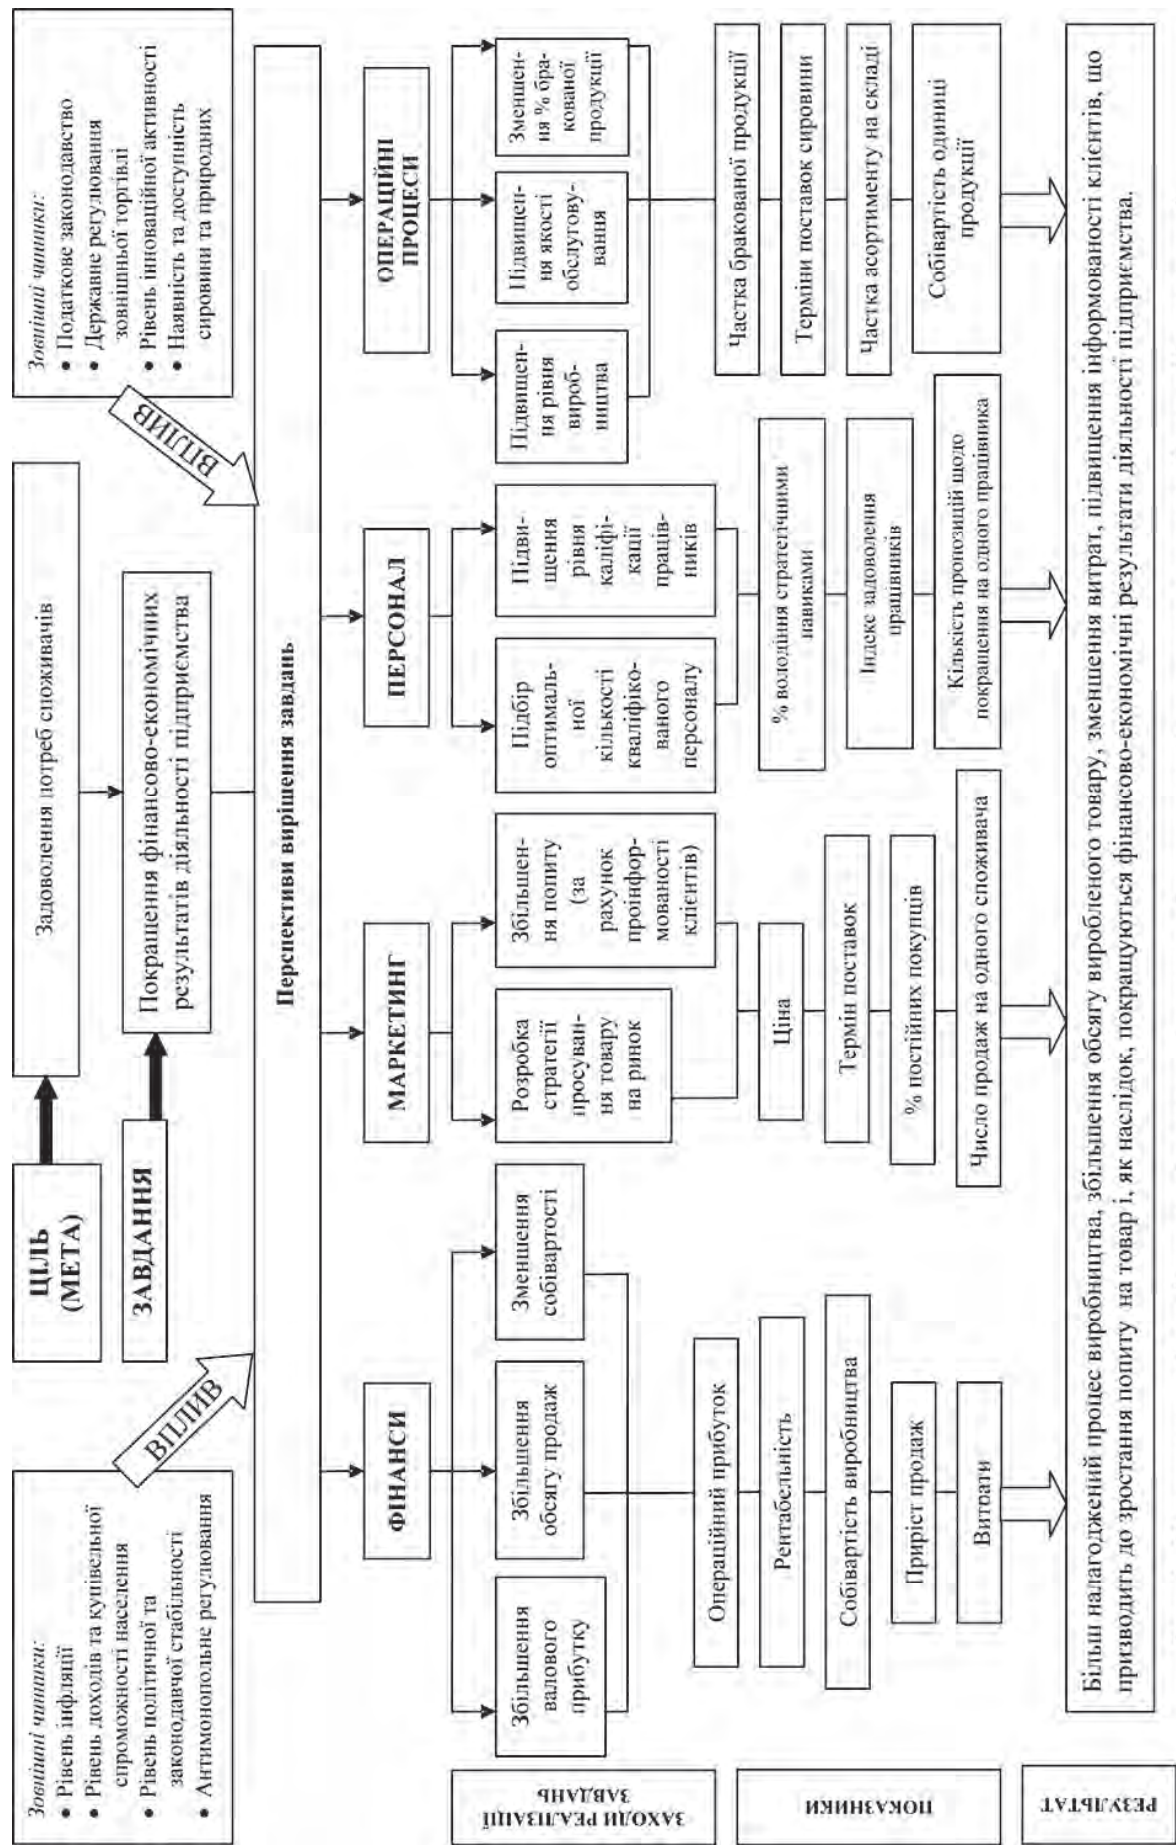 Зовнішні чинники:
• Рівень інфляції
• Рівень доходів та купівельної
спроможності населення
• Рівень політичної та
законодавчої стабільності
• Антимонопольне регулювання
ВПЛИВ
ЦІЛЬ
(МЕТА)
ЗАВДАННЯ
Задоволення потреб споживачів
Покращення фінансово-економічних
результатів діяльності підприємства
ВПЛИВ
Зовнішні чинники:
• Податкове законодавство
• Державне регулювання
зовнішньої торгівлі
• Рівень інноваційної активності
• Наявність та доступність
сировини та природних
Перспективи вирішення завдань
ФІНАНСИ
МАРКЕТИНГ
ПЕРСОНАЛ
ОПЕРАЦІЙНІ
ПРОЦЕСИ
ЗАХОДИ РЕАЛІЗАЦІЇ
ЗАВДАНЬ
Збільшення
валового
прибутку
Збільшення
обсягу продаж
Зменшення
собівартості
Розробка
стратегії
просуван-
ня товару
на ринок
Збільшен-
ня попиту
(за
рахунок
проінфор-
мованості
клієнтів)
Підбір
оптималь-
ної
кількості
кваліфіко-
ваного
персоналу
Підви-
щення
рівня
каліфі-
кації
праців-
ників
Підвищен-
ня рівня
вироб-
ництва
Підвищен-
ня якості
обслугову-
вання
Зменшен-
ня % бра-
кованої
продукції
ПОКАЗНИКИ
Операційний прибуток
Рентабельність
Собівартість виробництва
Приріст продаж
Витоати
Ціна
Термін поставок
% постійних покупців
Число продаж на одного споживача
% володіння стратегічними
навиками
Індекс задоволення
працівників
Кількість пропозицій щодо
покращення на одного працівника
Частка бракованої продукції
Терміни поставок сировини
Частка асортименту на складі
Собівартість одиниці
продукції
РЕЗУЛЬТАТ
Більш налагоджений процес виробництва, збільшення обсягу виробленого товару, зменшення витрат, підвищення інформованості клієнтів, що
призводить до зростання попиту на товар і, як наслідок, покращуються фінансово-економічні результати діяльності підприємства.